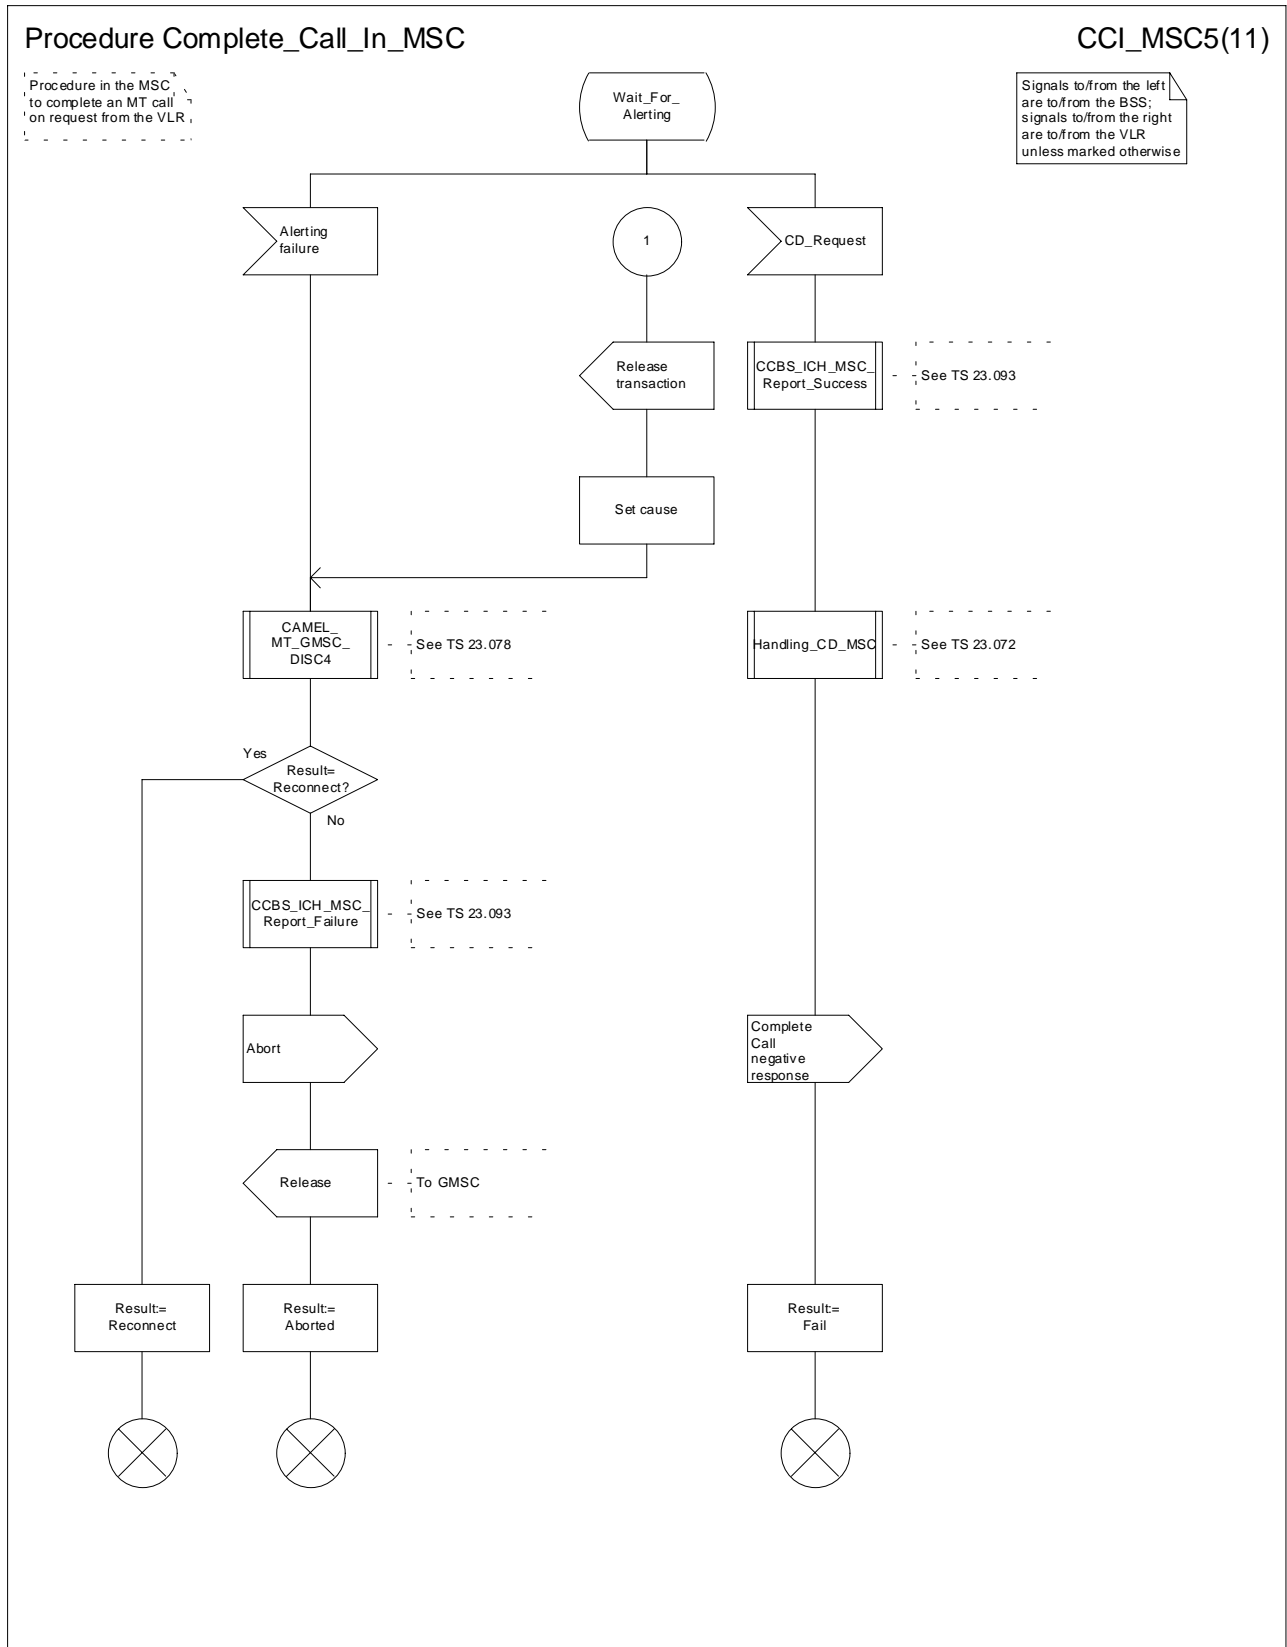 Procedure Complete_Call_In_MSC
CCI_MSC5(11)
Procedure in the MSC
to complete an MT call
on request from the VLR
Wait_For_
Alerting
Signals to/from the left
are to/from the BSS;
signals to/from the right
are to/from the VLR
unless marked otherwise
Alerting
failure
1
CD_Request
Release
transaction
CCBS_ICH_MSC_
Report_Success
See TS 23.093
Set cause
CAMEL_
MT_GMSC_
DISC4
See TS 23.078
Handling_CD_MSC
See TS 23.072
Yes
Result=
Reconnect?
No
CCBS_ICH_MSC_
Report_Failure
See TS 23.093
Abort
Complete
Call
negative
response
Release
To GMSC
Result:=
Reconnect
Result:=
Aborted
Result:=
Fail